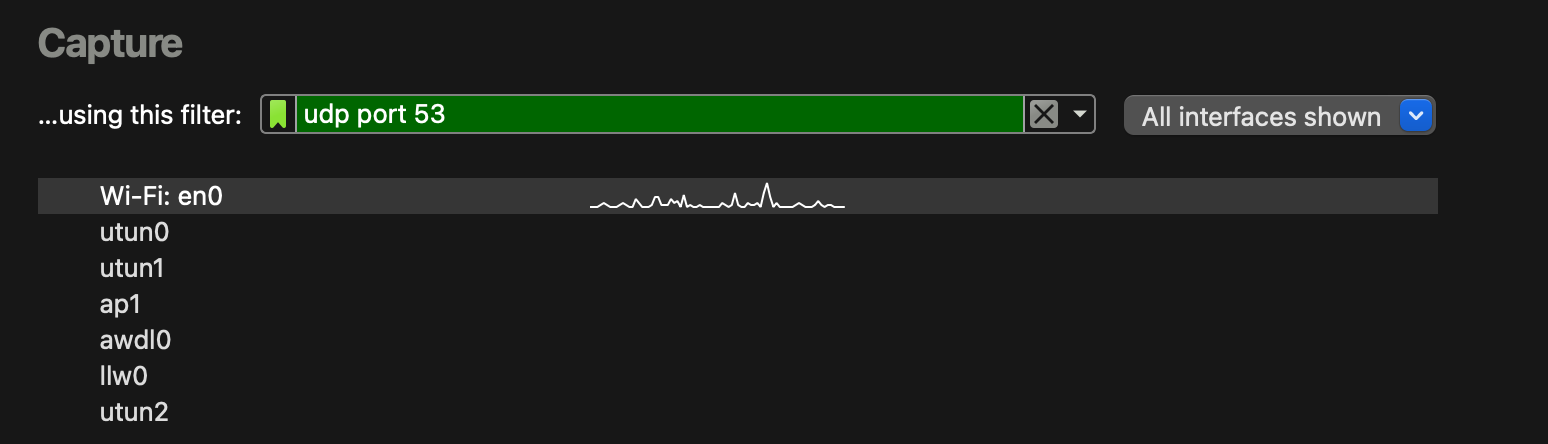 Capture
...using this filter: udp port 53 All interfaces shown
Wi-Fi: en0
utun0
utun1
ap1
awdl0
llw0
utun2